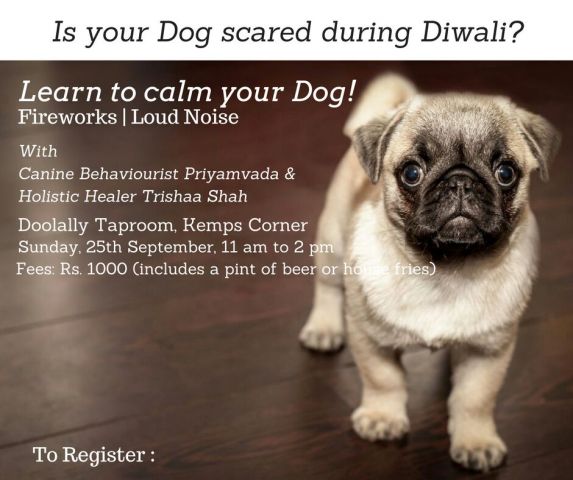 Is your Dog scared during Diwali?
Learn to calm your Dog!
Fireworks | Loud Noise
With
Canine Behaviourist Priyamvada &
Holistic Healer Trishaa Shah
Doolally Taproom, Kemps Corner
Sunday, 25th September, 11 am to 2 pm
Fees: Rs. 1000 (includes a pint of beer or house fries)
To Register :